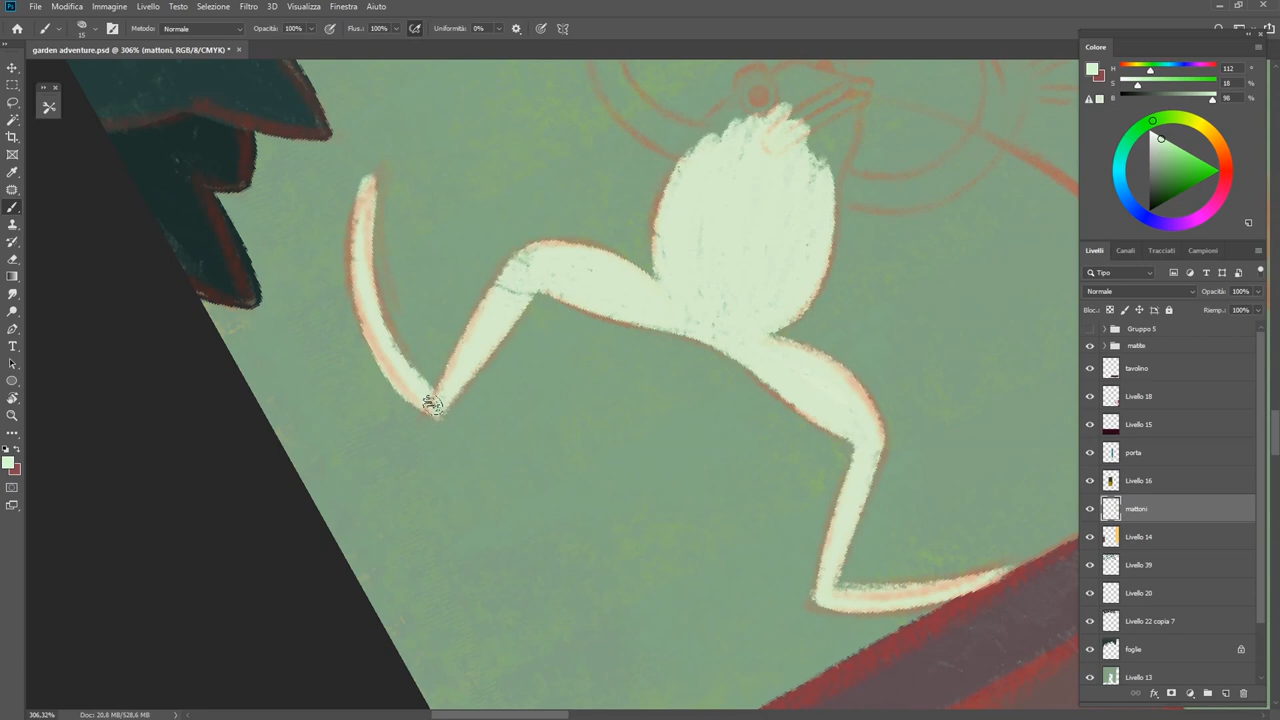 Ps File Modifica Immagine Livello Testo Selezione Filtro 3D Visualizza Finestra Aiuto
15 Metodo: Normale Opacità: 100% Flus.: 100% Uniformità: 0%
garden adventure.psd @ 306% (mattoni, RGB/8/CMYK) * ×
Colore
H 112 °
S 18 %
B 98 %
Livelli Canali Tracciati Campioni
Tipo
Normale Opacità: 100%
Bloc.: Riemp.: 100%
Gruppo 5
matite
tavolino
Livello 18
Livello 15
porta
Livello 16
mattoni
Livello 14
Livello 39
Livello 20
Livello 22 copia 7
foglie
Livello 13
306,32% Doc: 20,8 MB/528,6 MB